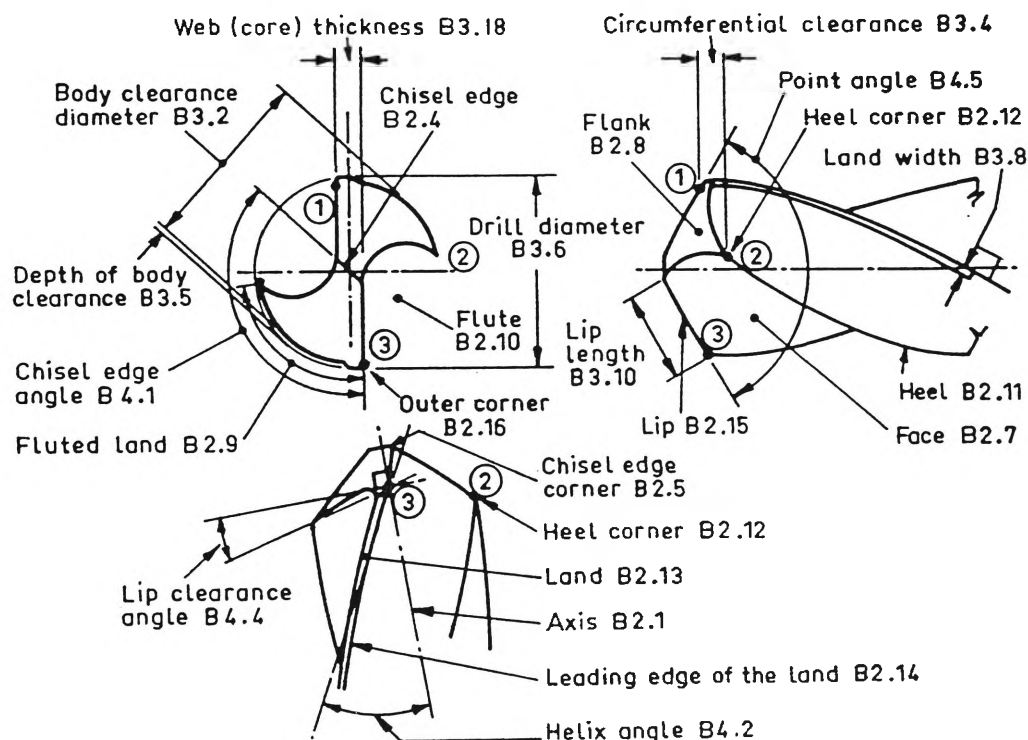 Web (core) thickness B3.18
Circumferential clearance B3.4
Body clearance
diameter B3.2
Chisel edge
B2.4
Point angle B4.5
Flank
B2.8
Heel corner B2.12
Land width B3.8
1
2
3
Drill diameter
B3.6
Depth of body
clearance B3.5
Flute
B2.10
Chisel edge
angle B4.1
Fluted land B2.9
Outer corner
B2.16
1
2
3
Lip
length
B3.10
Lip B2.15
Heel B2.11
Face B2.7
Chisel edge
corner B2.5
2
3
Heel corner B2.12
Land B2.13
Lip clearance
angle B4.4
Axis B2.1
Leading edge of the land B2.14
Helix angle B4.2